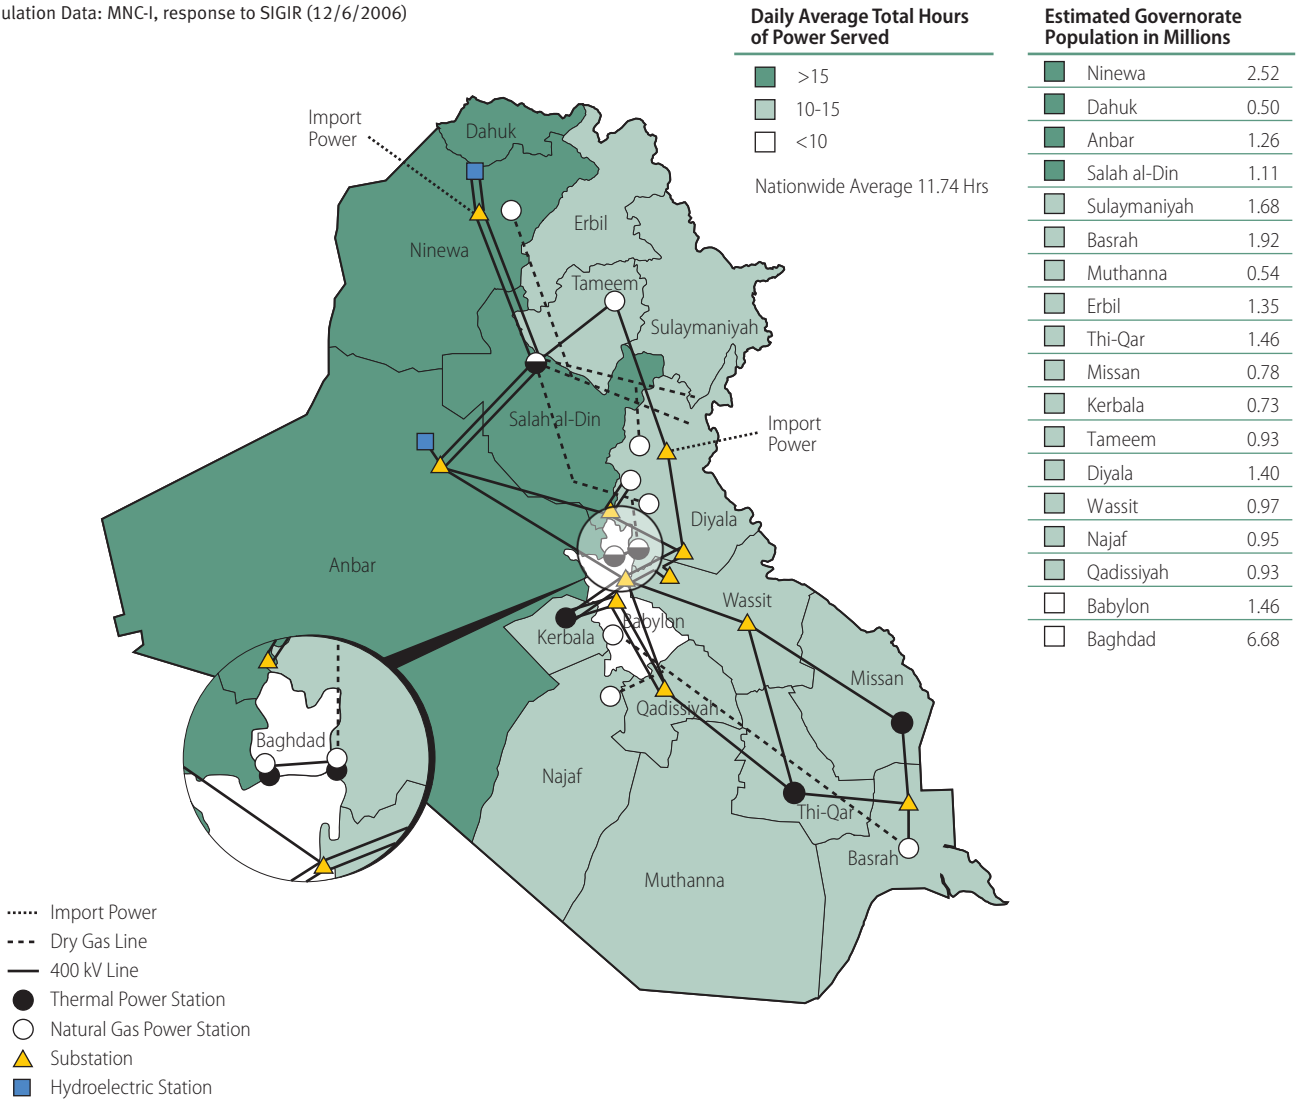 ulation Data: MNC-I, response to SIGIR (12/6/2006)
Daily Average Total Hours
of Power Served
>15
10-15
<10
Nationwide Average 11.74 Hrs
Estimated Governorate
Population in Millions
Ninewa 2.52
Dahuk 0.50
Anbar 1.26
Salah al-Din 1.11
Sulaymaniyah 1.68
Basrah 1.92
Muthanna 0.54
Erbil 1.35
Thi-Qar 1.46
Missan 0.78
Kerbala 0.73
Tameem 0.93
Diyala 1.40
Wassit 0.97
Najaf 0.95
Qadissiyah 0.93
Babylon 1.46
Baghdad 6.68
Import
Power
Dahuk
Erbil
Ninewa
Tameem
Sulaymaniyah
Salah al-Din
Import
Power
Diyala
Anbar
Wassit
Babylon
Kerbala
Missan
Qadissiyah
Baghdad
Najaf
Thi-Qar
Basrah
Muthanna
Import Power
Dry Gas Line
400 kV Line
Thermal Power Station
Natural Gas Power Station
Substation
Hydroelectric Station